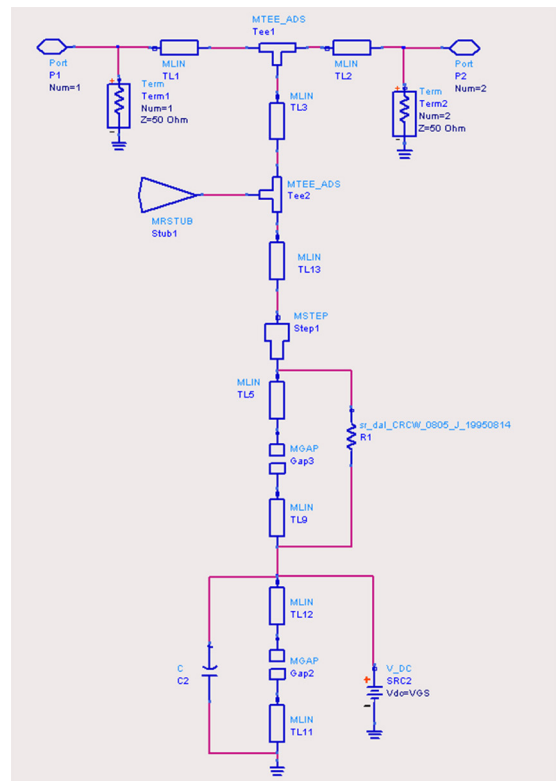 MTEE_ADS
Tee1
Port
P1
Num=1
MLIN
TL1
MLIN
TL2
Port
P2
Num=2
Term
Term1
Num=1
Z=50 Ohm
Term
Term2
Num=2
Z=50 Ohm
MLIN
TL3
MTEE_ADS
Tee2
MRSTUB
Stub1
MLIN
TL13
MSTEP
Step1
MLIN
TL5
sr_dal_CRCW_0805_J_19950814
R1
MGAP
Gap3
MLIN
TL9
MLIN
TL12
C
C2
MGAP
Gap2
V_DC
SRC2
Vdc=VGS
MLIN
TL11